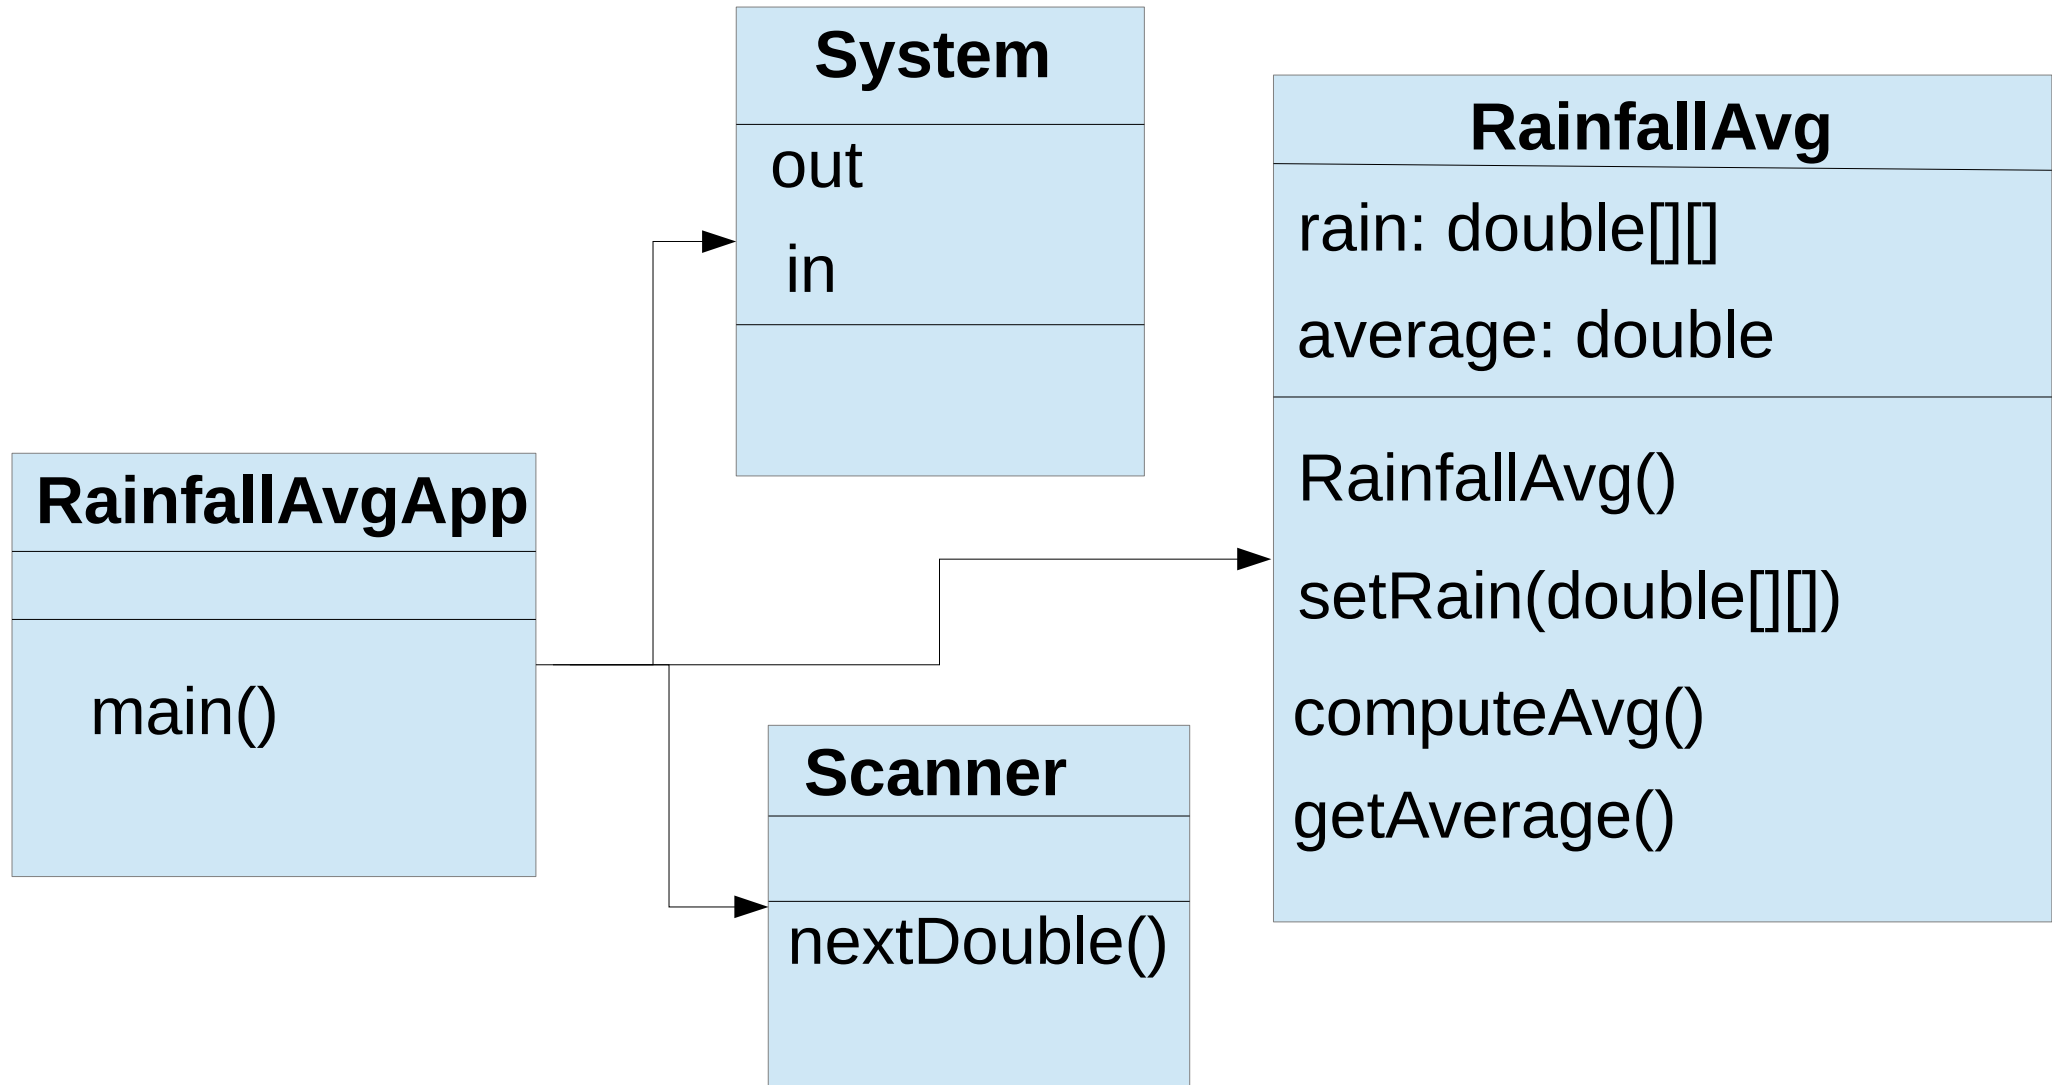 System
out
in
RainfallAvg
rain: double[][]
average: double
RainfallAvg()
setRain(double[][])
computeAvg()
getAverage()
RainfallAvgApp
main()
Scanner
nextDouble()